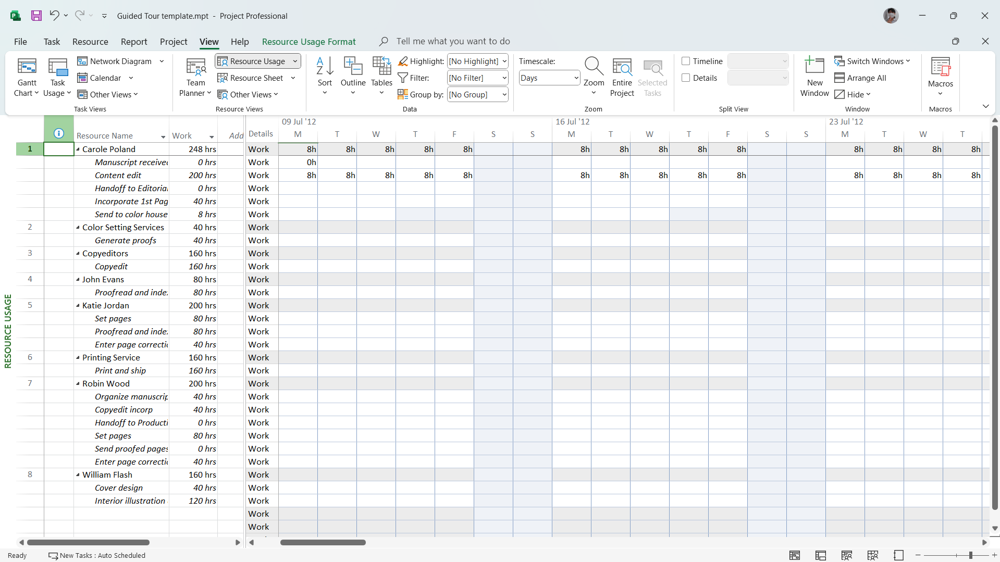 Guided Tour template.mpt - Project Professional
File Task Resource Report Project View Help Resource Usage Format Tell me what you want to do
Gantt Chart
Task Usage
Network Diagram
Calendar
Other Views
Task Views
Team Planner
Resource Usage
Resource Sheet
Other Views
Resource Views
Sort
Outline
Tables
Highlight: [No Highlight]
Filter: [No Filter]
Group by: [No Group]
Data
Timescale:
Days
Zoom
Entire Project
Selected Tasks
Zoom
Timeline
Details
Split View
New Window
Switch Windows
Arrange All
Hide
Window
Macros
Macros
RESOURCE USAGE
09 Jul '12 16 Jul '12 23 Jul '12
Resource Name Work Add Details M T W T F S S M T W T F S S M T W T
1 Carole Poland 248 hrs Work 8h 8h 8h 8h 8h 8h 8h 8h 8h 8h 8h 8h 8h 8h
Manuscript received 0 hrs Work 0h
Content edit 200 hrs Work 8h 8h 8h 8h 8h 8h 8h 8h 8h 8h 8h 8h 8h 8h
Handoff to Editorial 0 hrs Work
Incorporate 1st Pag 40 hrs Work
Send to color house 8 hrs Work
2 Color Setting Services 40 hrs Work
Generate proofs 40 hrs Work
3 Copyeditors 160 hrs Work
Copyedit 160 hrs Work
4 John Evans 80 hrs Work
Proofread and inde 80 hrs Work
5 Katie Jordan 200 hrs Work
Set pages 80 hrs Work
Proofread and inde 80 hrs Work
Enter page correctio 40 hrs Work
6 Printing Service 160 hrs Work
Print and ship 160 hrs Work
7 Robin Wood 200 hrs Work
Organize manuscrip 40 hrs Work
Copyedit incorp 40 hrs Work
Handoff to Producti 0 hrs Work
Set pages 80 hrs Work
Send proofed pages 0 hrs Work
Enter page correctio 40 hrs Work
8 William Flash 160 hrs Work
Cover design 40 hrs Work
Interior illustration 120 hrs Work
Work
Work
Ready New Tasks : Auto Scheduled